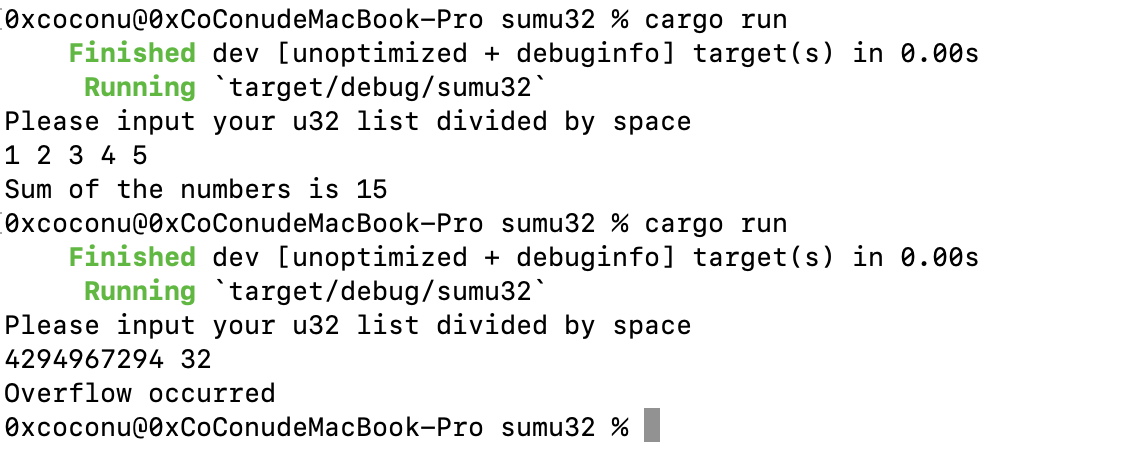 0xcoconu@0xCoConudeMacBook-Pro sumu32 % cargo run
Finished dev [unoptimized + debuginfo] target(s) in 0.00s
Running `target/debug/sumu32`
Please input your u32 list divided by space
1 2 3 4 5
Sum of the numbers is 15
0xcoconu@0xCoConudeMacBook-Pro sumu32 % cargo run
Finished dev [unoptimized + debuginfo] target(s) in 0.00s
Running `target/debug/sumu32`
Please input your u32 list divided by space
4294967294 32
Overflow occurred
0xcoconu@0xCoConudeMacBook-Pro sumu32 %